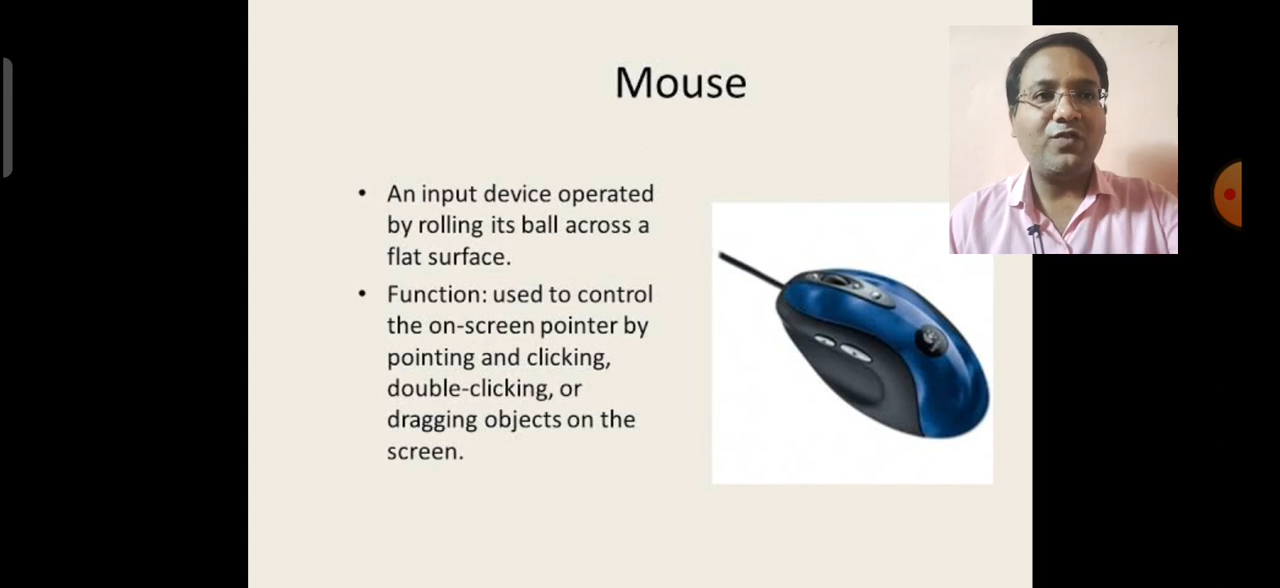 Mouse
• An input device operated
by rolling its ball across a
flat surface.
• Function: used to control
the on-screen pointer by
pointing and clicking,
double-clicking, or
dragging objects on the
screen.